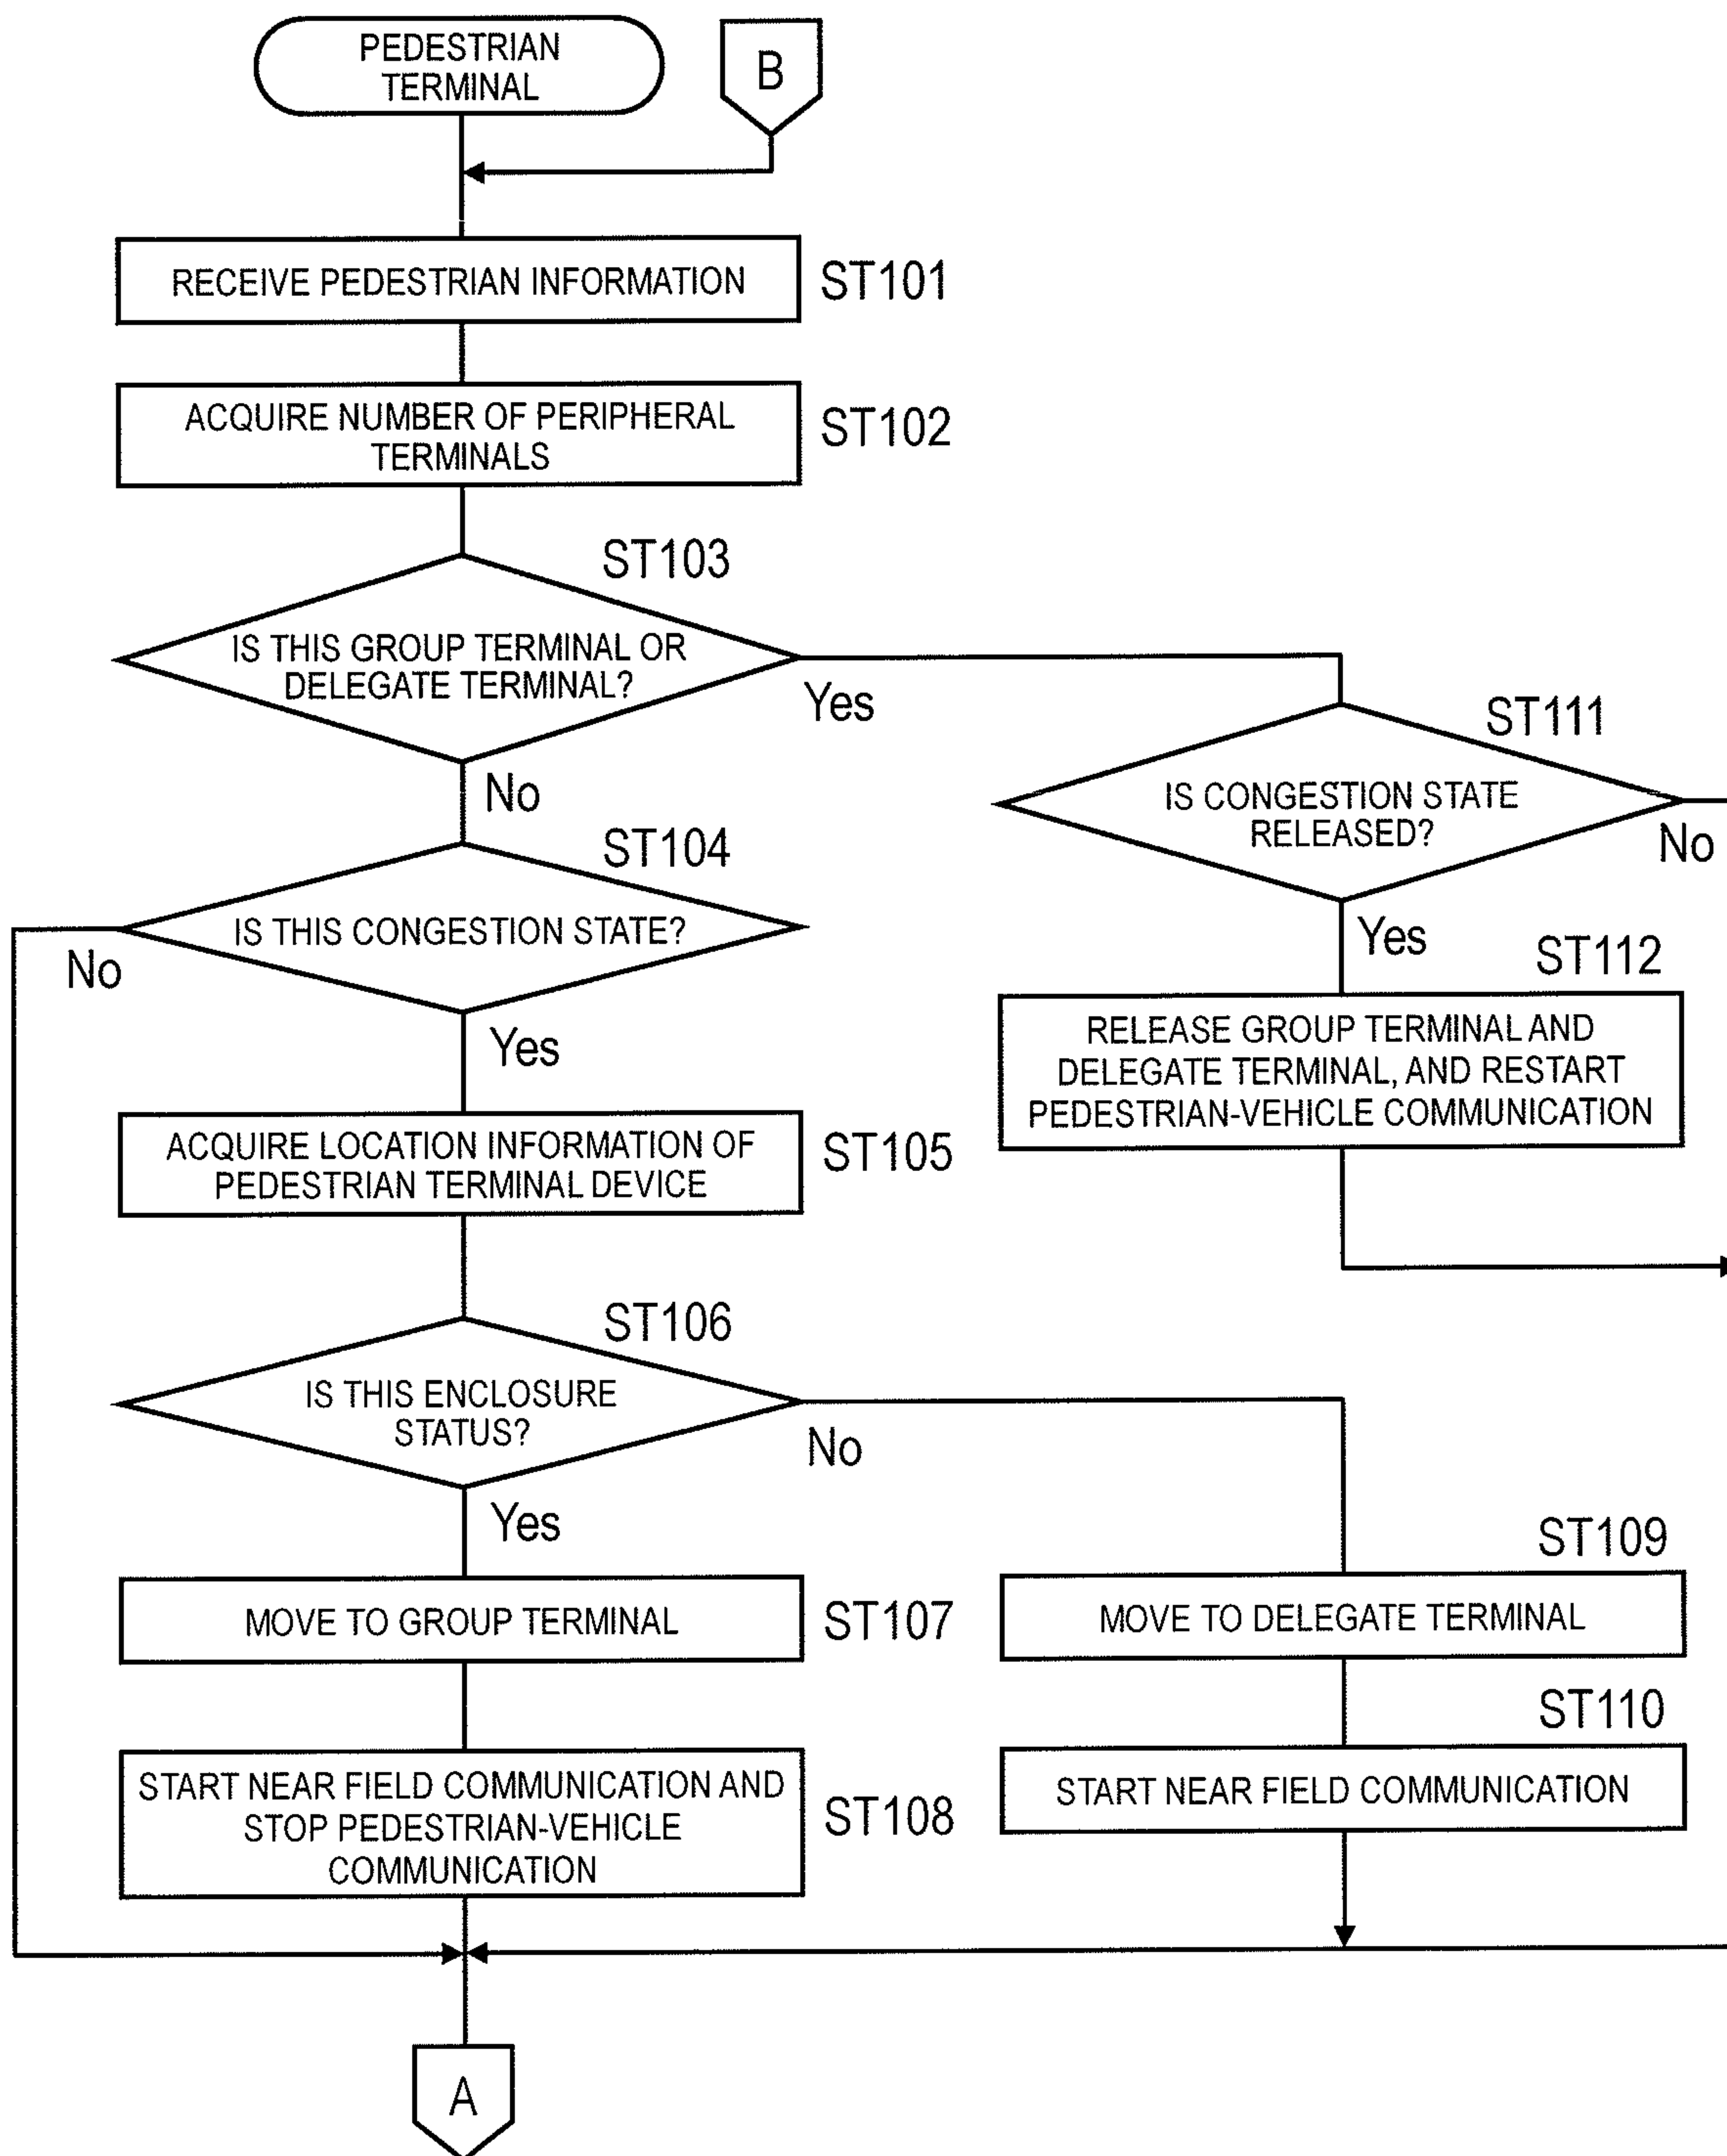 PEDESTRIAN
TERMINAL
B
RECEIVE PEDESTRIAN INFORMATION
ST101
ACQUIRE NUMBER OF PERIPHERAL
TERMINALS
ST102
ST103
IS THIS GROUP TERMINAL OR
DELEGATE TERMINAL?
Yes
No
ST111
IS CONGESTION STATE
RELEASED?
No
Yes
ST104
IS THIS CONGESTION STATE?
No
Yes
ST112
RELEASE GROUP TERMINAL AND
DELEGATE TERMINAL, AND RESTART
PEDESTRIAN-VEHICLE COMMUNICATION
ACQUIRE LOCATION INFORMATION OF
PEDESTRIAN TERMINAL DEVICE
ST105
ST106
IS THIS ENCLOSURE
STATUS?
No
Yes
MOVE TO GROUP TERMINAL
ST107
ST109
MOVE TO DELEGATE TERMINAL
START NEAR FIELD COMMUNICATION AND
STOP PEDESTRIAN-VEHICLE
COMMUNICATION
ST108
ST110
START NEAR FIELD COMMUNICATION
A